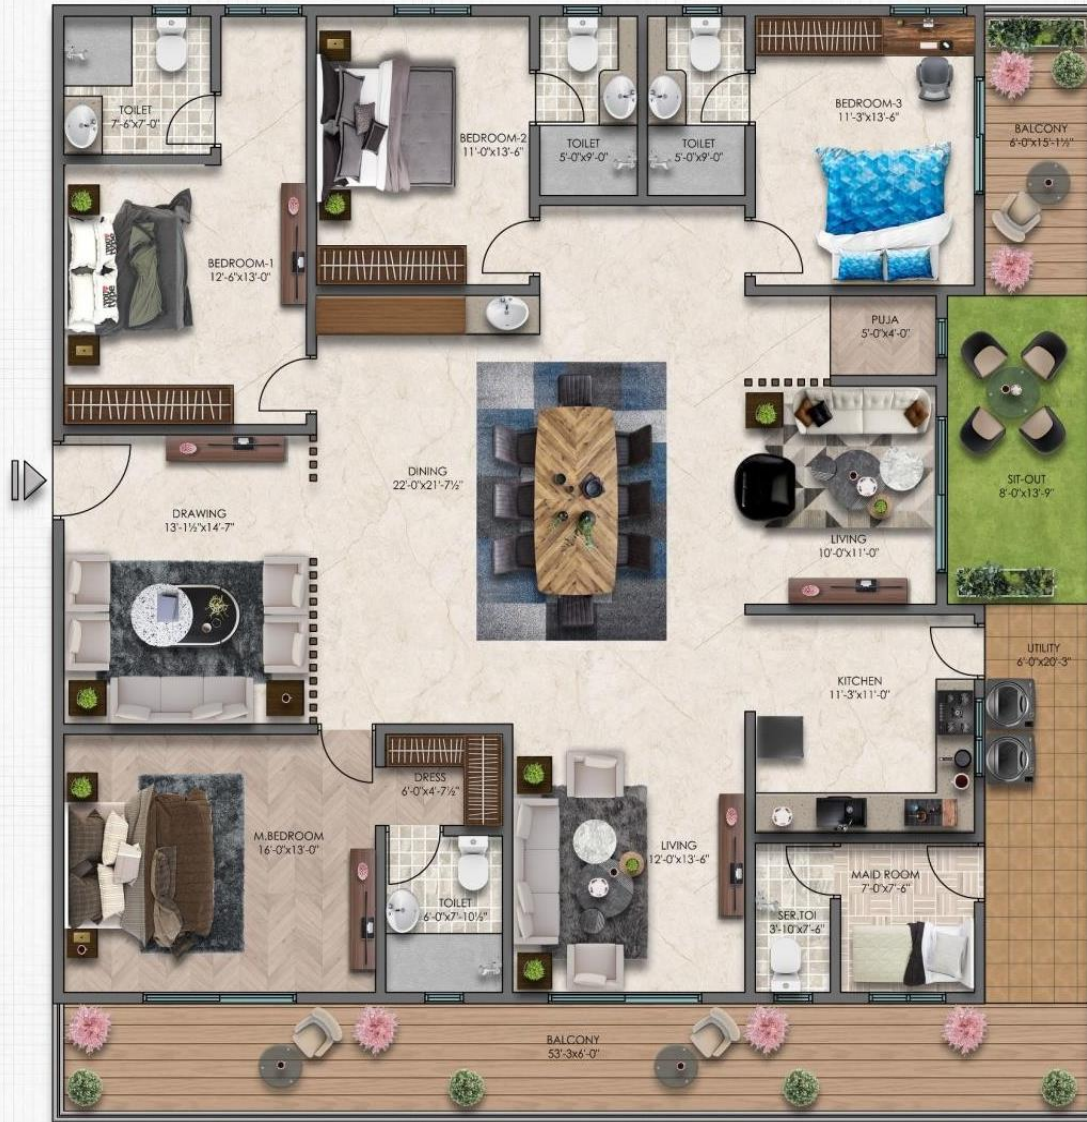 TOILET
7'-6"x7'-0"
BEDROOM-2
11'-0"x13'-6"
TOILET
5'-0"x9'-0"
TOILET
5'-0"x9'-0"
BEDROOM-3
11'-3"x13'-6"
BALCONY
6'-0"x15'-1½"
BEDROOM-1
12'-6"x13'-0"
PUJA
5'-0"x4'-0"
DINING
22'-0"x21'-7½"
SIT-OUT
8'-0"x13'-9"
DRAWING
13'-1½"x14'-7"
LIVING
10'-0"x11'-0"
UTILITY
6'-0"x20'-3"
KITCHEN
11'-3"x11'-0"
DRESS
6'-0"x4'-7½"
M.BEDROOM
16'-0"x13'-0"
LIVING
12'-0"x13'-6"
MAID ROOM
7'-0"x7'-6"
TOILET
6'-0"x7'-10½"
SER.TOI
3'-10"x7'-6"
BALCONY
53'-3x6'-0"